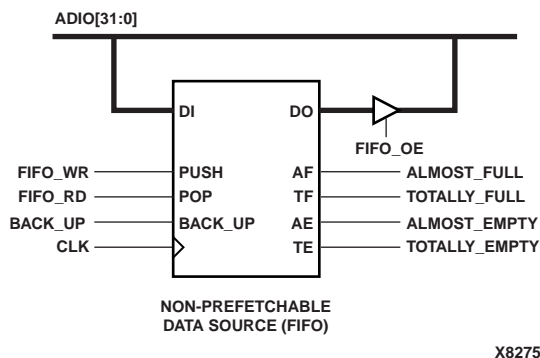 ADIO[31:0]
DI DO
FIFO_OE
FIFO_WR PUSH AF ALMOST_FULL
FIFO_RD POP TF TOTALLY_FULL
BACK_UP BACK_UP AE ALMOST_EMPTY
CLK TE TOTALLY_EMPTY
NON-PREFETCHABLE
DATA SOURCE (FIFO)
X8275